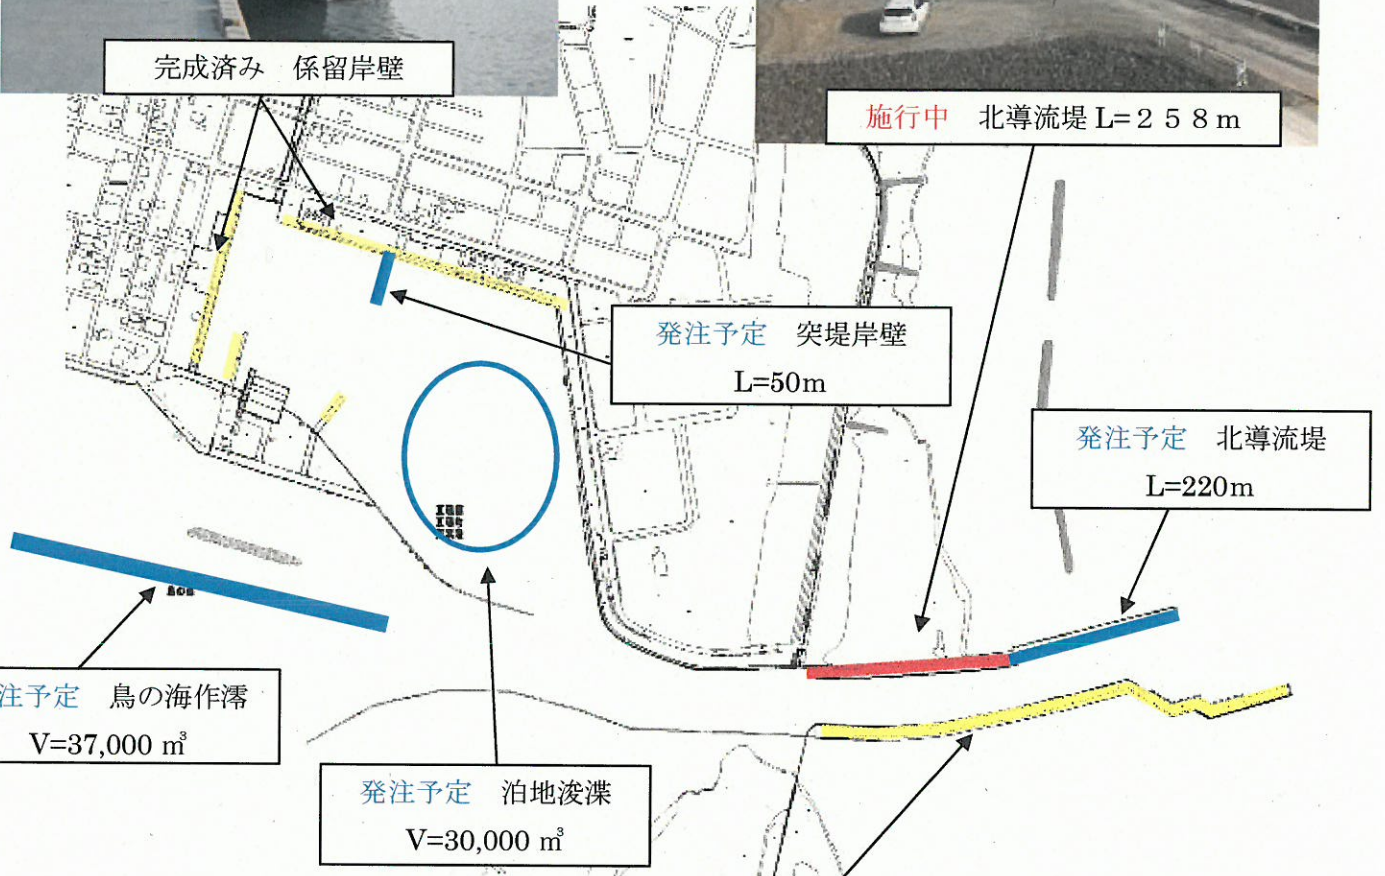 完成済み 係留岸壁
施行中 北導流堤 L=２５８m
発注予定 突堤岸壁
L=50m
発注予定 北導流堤
L=220m
注予定 鳥の海作澪
V=37,000 ㎥
発注予定 泊地浚渫
V=30,000 ㎥